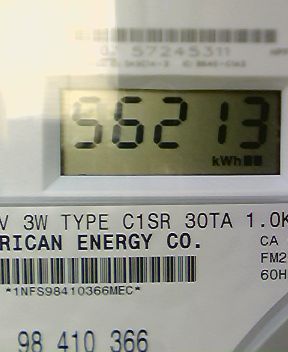 57245311
56213
kWh
V 3W TYPE C1SR 30TA 1.0K
RICAN ENERGY CO.
CA
FM2
60H
*1NFS98410366MEC*
98 410 366